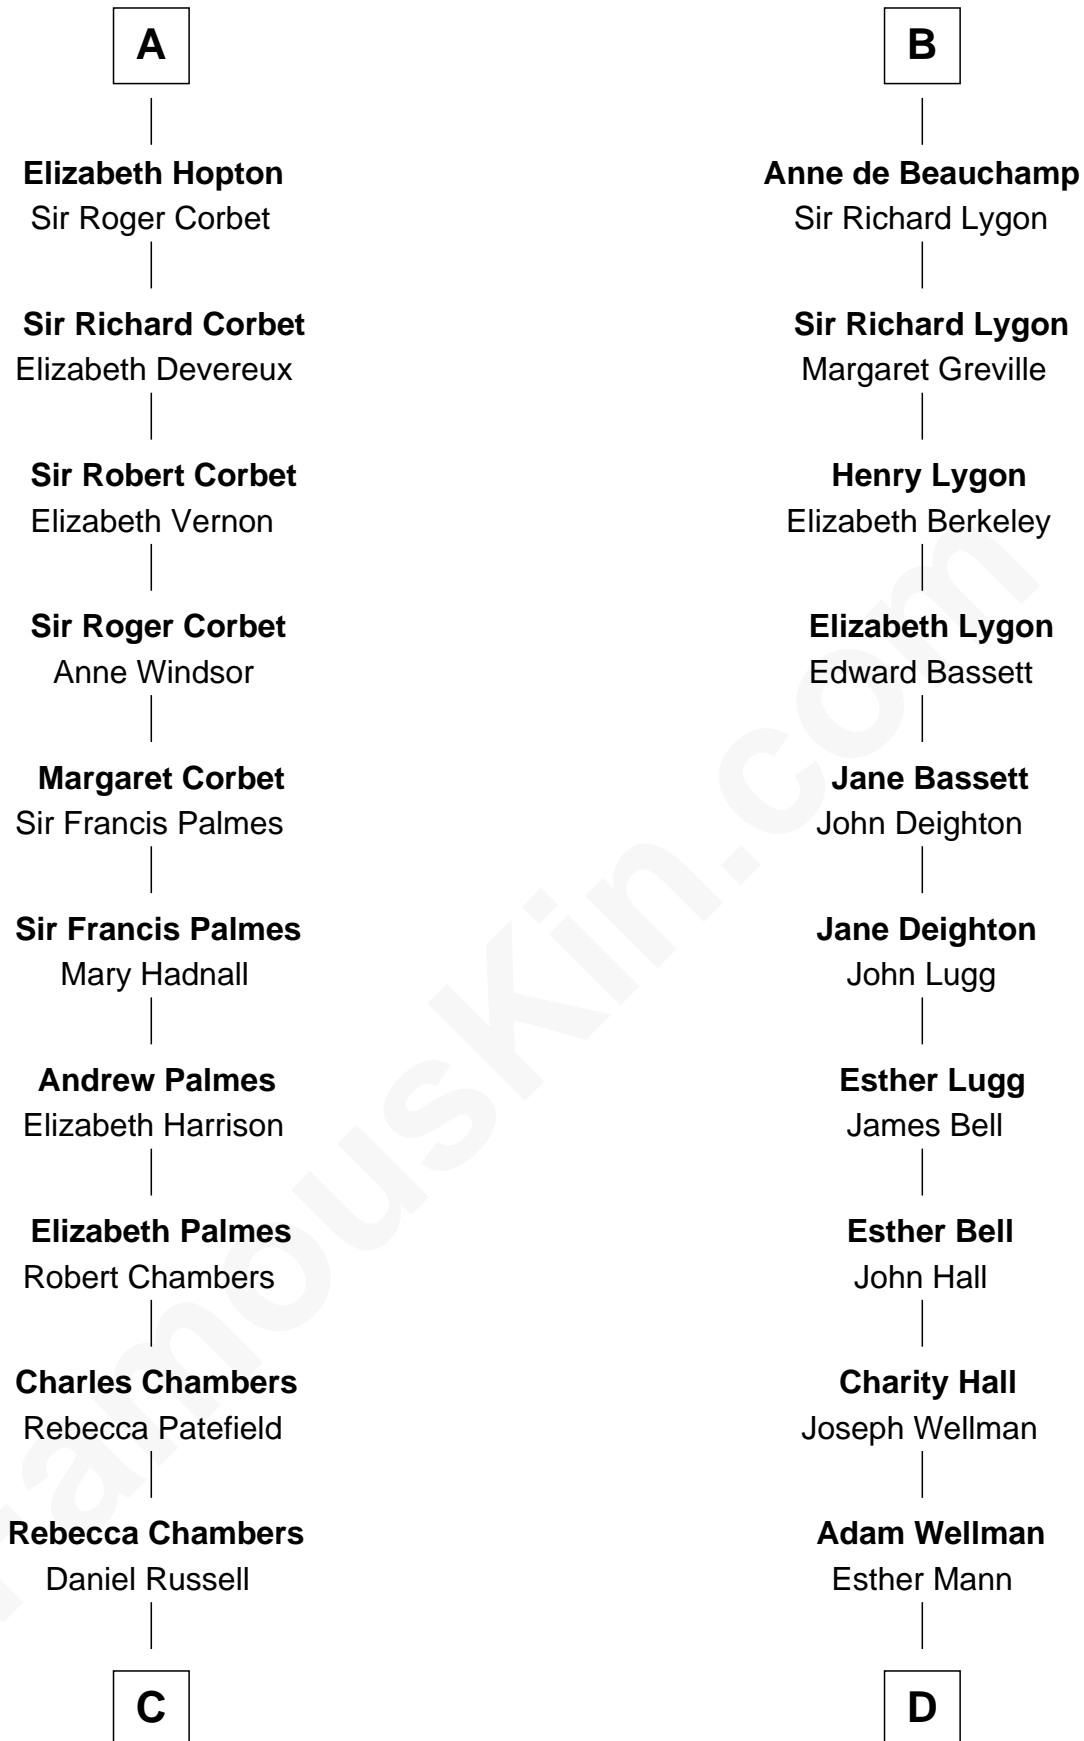 A
Elizabeth Hopton
Sir Roger Corbet
Sir Richard Corbet
Elizabeth Devereux
Sir Robert Corbet
Elizabeth Vernon
Sir Roger Corbet
Anne Windsor
Margaret Corbet
Sir Francis Palmes
Sir Francis Palmes
Mary Hadnall
Andrew Palmes
Elizabeth Harrison
Elizabeth Palmes
Robert Chambers
Charles Chambers
Rebecca Patefield
Rebecca Chambers
Daniel Russell
C
B
Anne de Beauchamp
Sir Richard Lygon
Sir Richard Lygon
Margaret Greville
Henry Lygon
Elizabeth Berkeley
Elizabeth Lygon
Edward Bassett
Jane Bassett
John Deighton
Jane Deighton
John Lugg
Esther Lugg
James Bell
Esther Bell
John Hall
Charity Hall
Joseph Wellman
Adam Wellman
Esther Mann
D
FamousKin.com